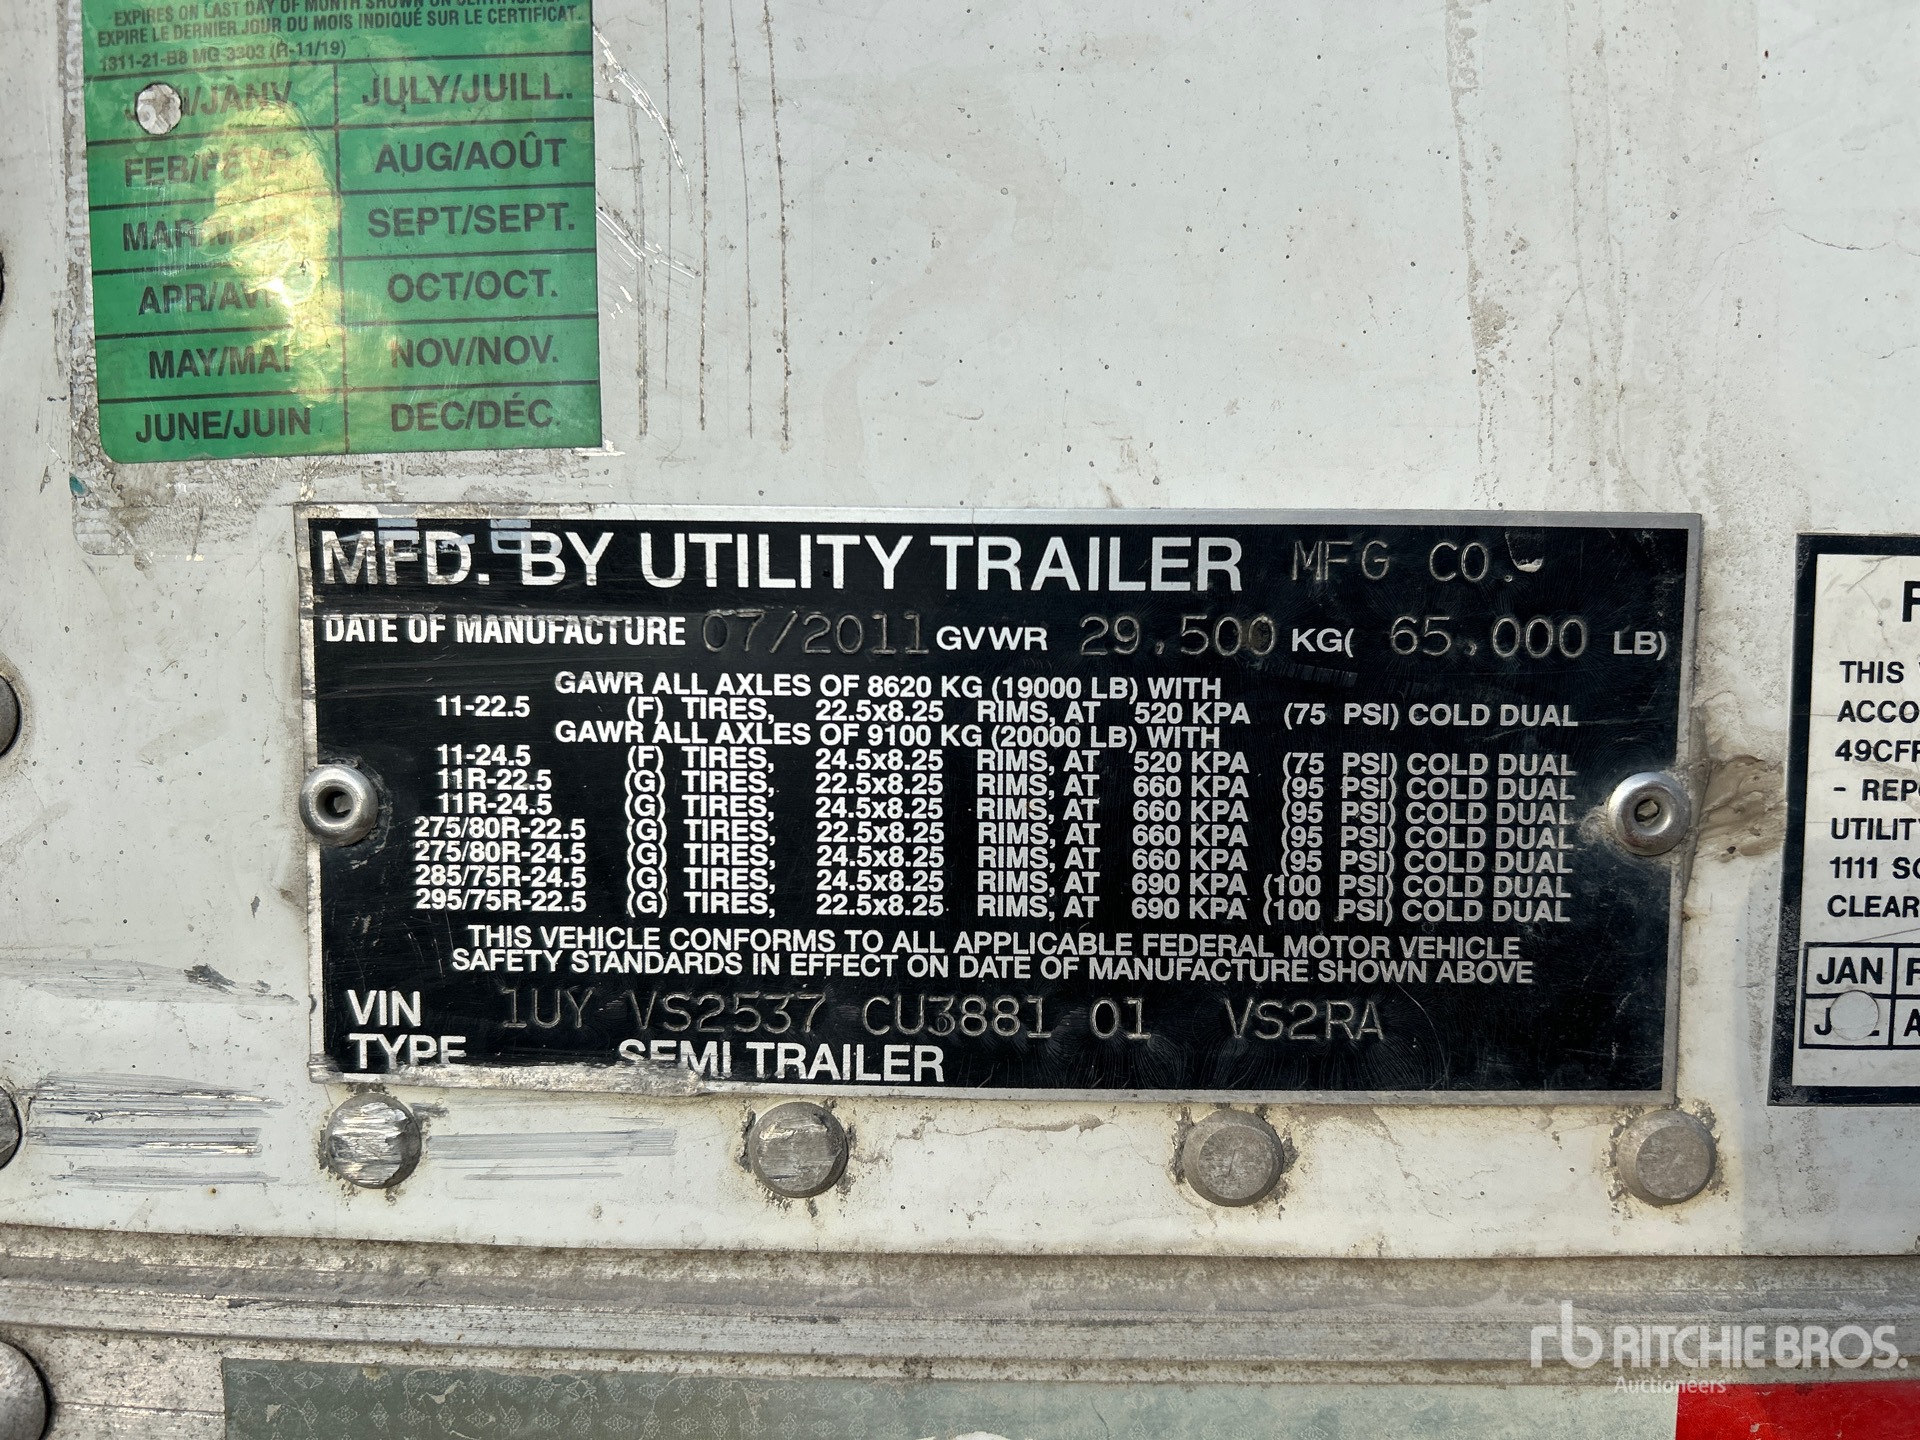 EXPIRES ON LAST DAY OF MONTH SHOWN ON CERTIFICATE.
EXPIRE LE DERNIER JOUR DU MOIS INDIQUÉ SUR LE CERTIFICAT.
1311-21-B8 MG-3303 (R-11/19)
/JANV. JULY/JUILL.
FEB/FÉVR. AUG/AOÛT
MAR/ SEPT/SEPT.
APR/AVR. OCT/OCT.
MAY/MAI NOV/NOV.
JUNE/JUIN DEC/DÉC.
MFD. BY UTILITY TRAILER MFG CO.
DATE OF MANUFACTURE 07/2011 GVWR 29,500 KG( 65,000 LB)
GAWR ALL AXLES OF 8620 KG (19000 LB) WITH
11-22.5 (F) TIRES, 22.5x8.25 RIMS, AT 520 KPA (75 PSI) COLD DUAL
GAWR ALL AXLES OF 9100 KG (20000 LB) WITH
11-24.5 (F) TIRES, 24.5x8.25 RIMS, AT 520 KPA (75 PSI) COLD DUAL
11R-22.5 (G) TIRES, 22.5x8.25 RIMS, AT 660 KPA (95 PSI) COLD DUAL
11R-24.5 (G) TIRES, 24.5x8.25 RIMS, AT 660 KPA (95 PSI) COLD DUAL
275/80R-22.5 (G) TIRES, 22.5x8.25 RIMS, AT 660 KPA (95 PSI) COLD DUAL
275/80R-24.5 (G) TIRES, 24.5x8.25 RIMS, AT 660 KPA (95 PSI) COLD DUAL
285/75R-24.5 (G) TIRES, 24.5x8.25 RIMS, AT 690 KPA (100 PSI) COLD DUAL
295/75R-22.5 (G) TIRES, 22.5x8.25 RIMS, AT 690 KPA (100 PSI) COLD DUAL
THIS VEHICLE CONFORMS TO ALL APPLICABLE FEDERAL MOTOR VEHICLE
SAFETY STANDARDS IN EFFECT ON DATE OF MANUFACTURE SHOWN ABOVE
VIN 1UY VS2537 CU3881 01 VS2RA
TYPE SEMI TRAILER
THIS
ACCO
49CFR
- REPO
UTILIT
1111 SO
CLEAR
JAN F
J L A
rb RITCHIE BROS.
Auctioneers